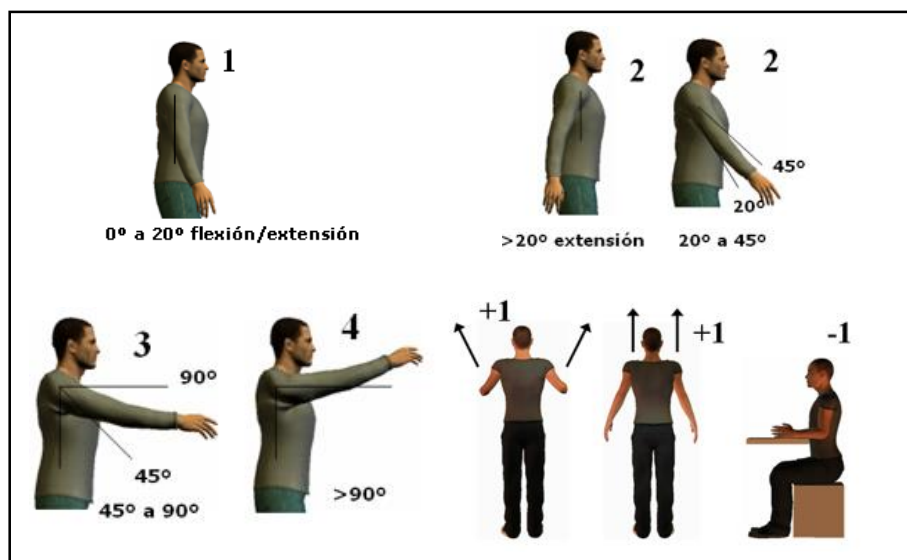 1
2
2
45º
20º
0º a 20º flexión/extensión
>20º extensión
20º a 45º
3
90º
45º
45º a 90º
4
>90º
+1
+1
-1